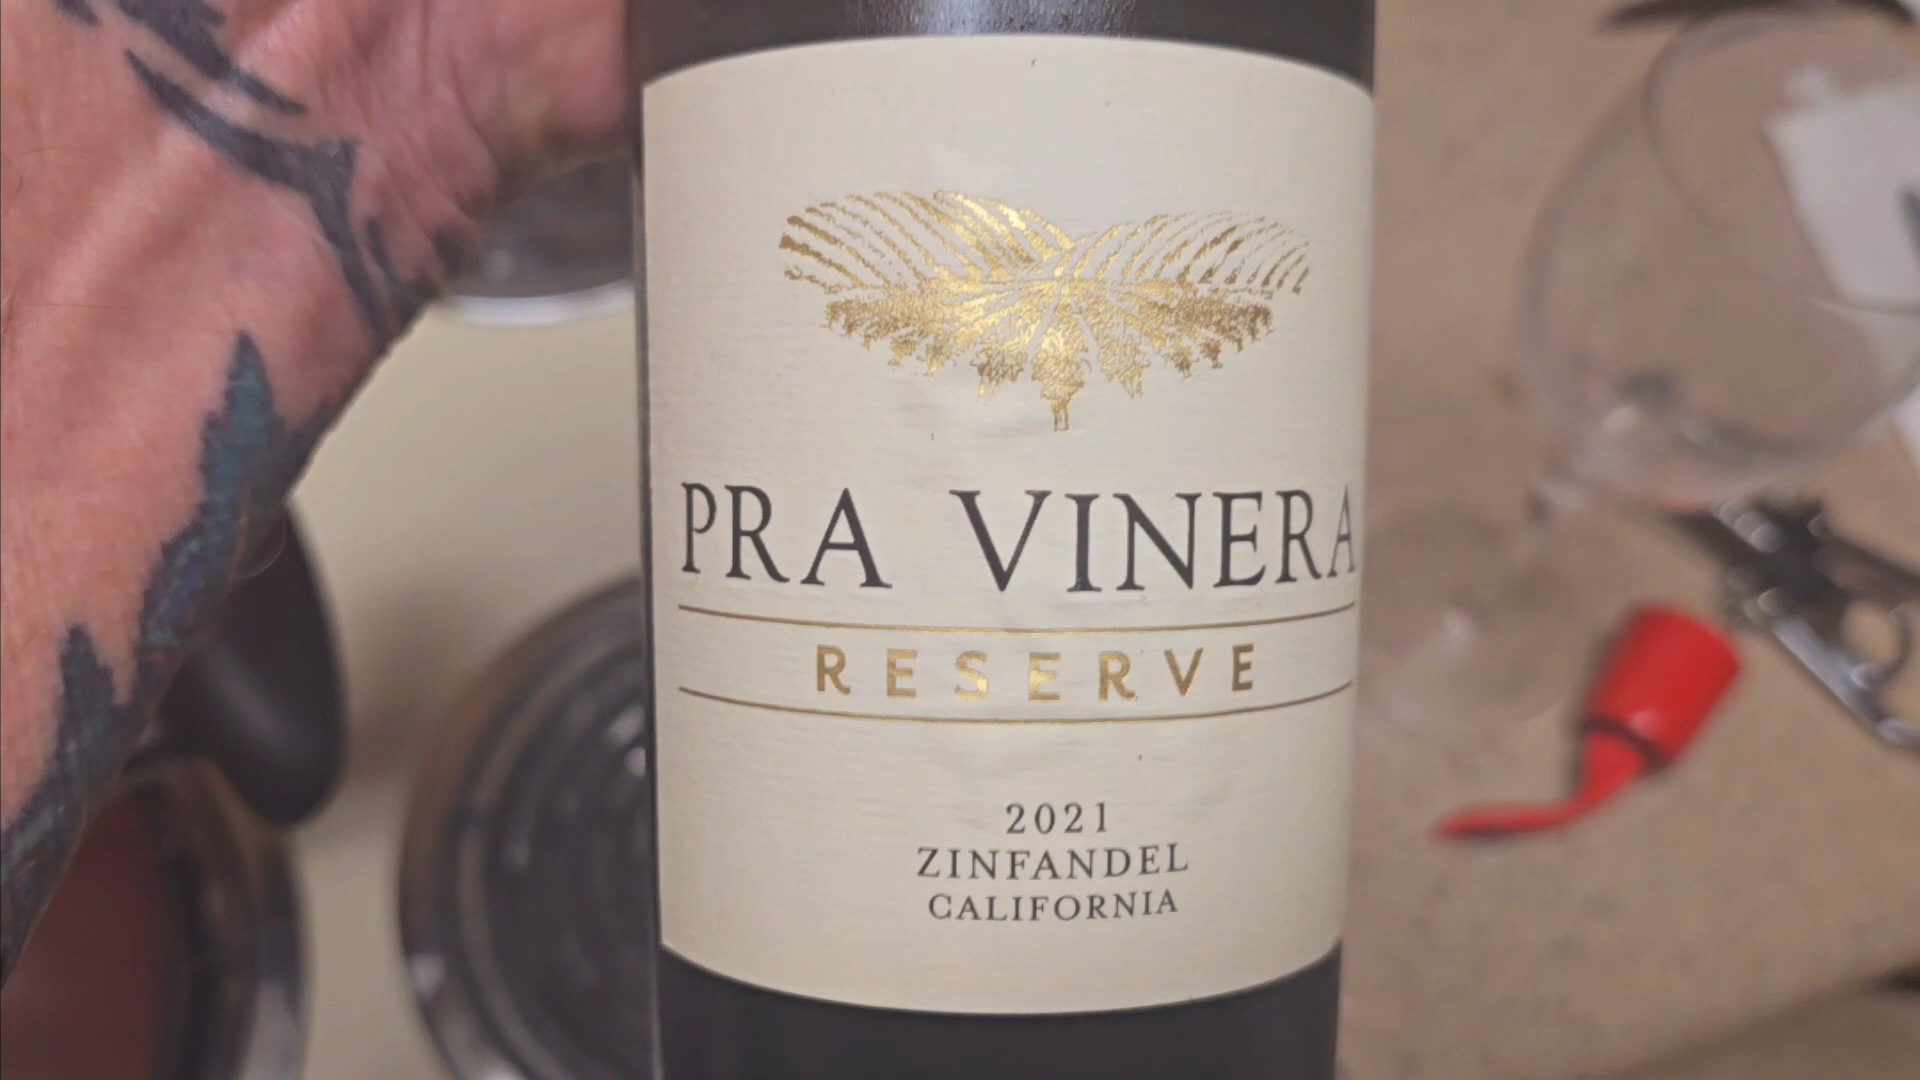 PRA VINERA
RESERVE
2021
ZINFANDEL
CALIFORNIA